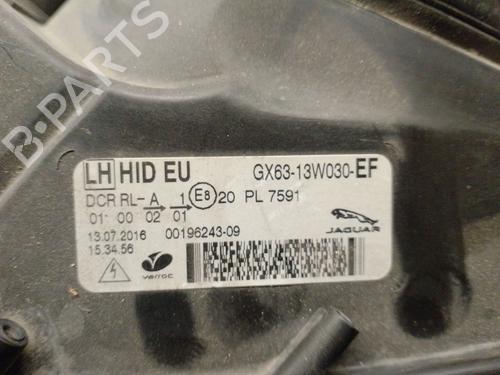 LH HID EU GX63-13W030-EF
DCR RL- A 1 E8 20 PL 7591
01 00 02 01
13.07.2016 00196243-09
15.34.56
varroc
JAGUAR
B-PARTS